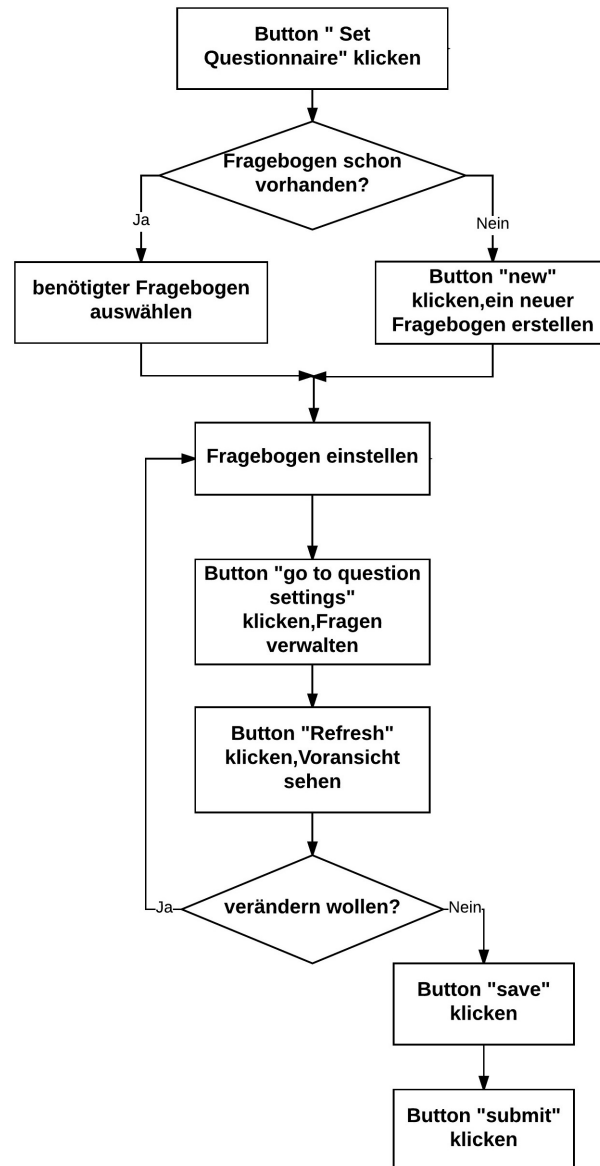 Button " Set
Questionnaire" klicken
Fragebogen schon
vorhanden?
Ja
Nein
benötigter Fragebogen
auswählen
Button "new"
klicken,ein neuer
Fragebogen erstellen
Fragebogen einstellen
Button "go to question
settings"
klicken,Fragen
verwalten
Button "Refresh"
klicken,Voransicht
sehen
verändern wollen?
Ja
Nein
Button "save"
klicken
Button "submit"
klicken